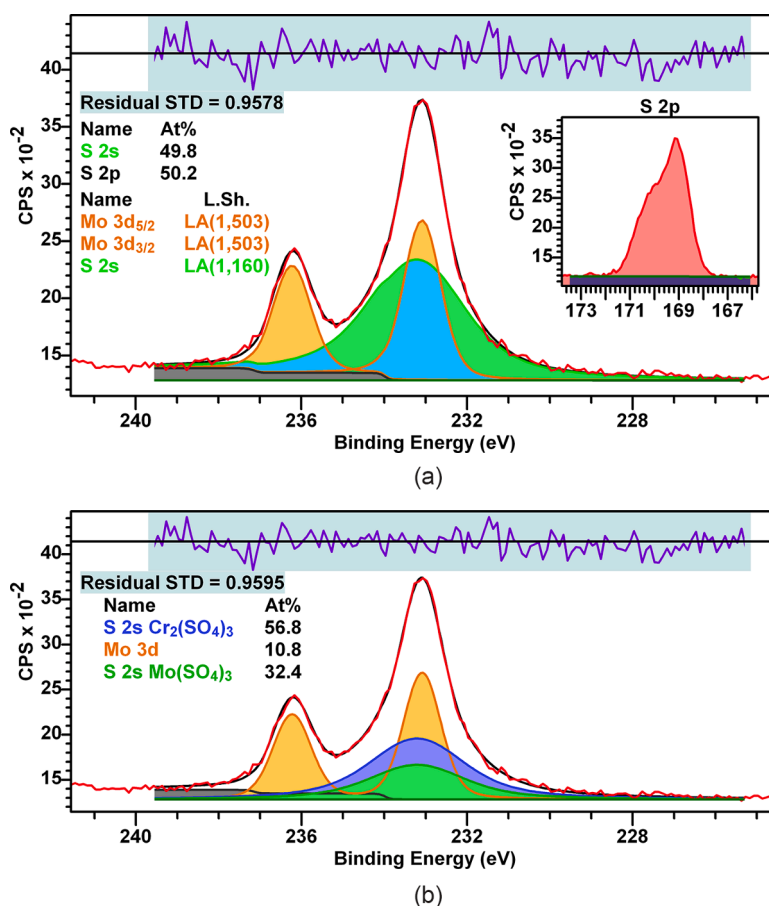 40
35
30
25
20
15
CPS x 10⁻²
Residual STD = 0.9578
Name At%
S 2s 49.8
S 2p 50.2
Name L.Sh.
Mo 3d₅/₂ LA(1,503)
Mo 3d₃/₂ LA(1,503)
S 2s LA(1,160)
S 2p
35
30
25
20
15
CPS x 10⁻²
173 171 169 167
240 236 232 228
Binding Energy (eV)
(a)
40
35
30
25
20
15
CPS x 10⁻²
Residual STD = 0.9595
Name At%
S 2s Cr₂(SO₄)₃ 56.8
Mo 3d 10.8
S 2s Mo(SO₄)₃ 32.4
240 236 232 228
Binding Energy (eV)
(b)